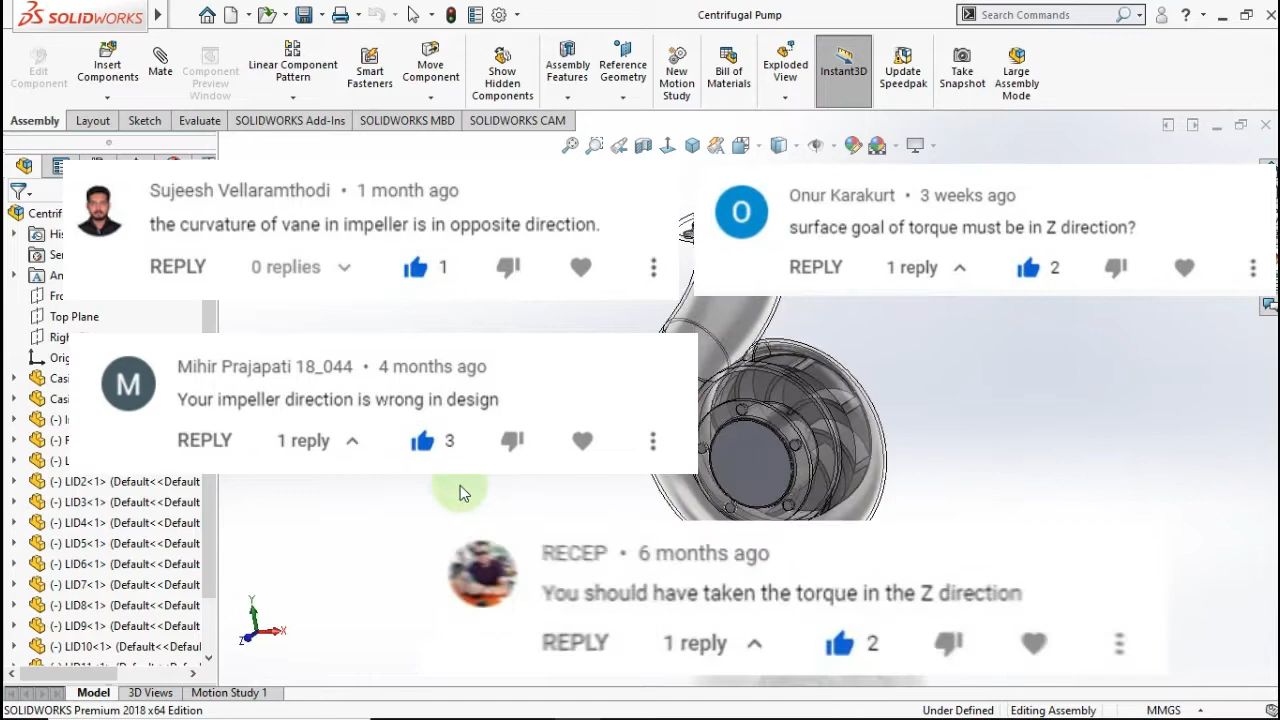 SOLIDWORKS
Centrifugal Pump
Search Commands
?
Edit Component
Insert Components
Mate
Component Preview Window
Linear Component Pattern
Smart Fasteners
Move Component
Show Hidden Components
Assembly Features
Reference Geometry
New Motion Study
Bill of Materials
Exploded View
Instant3D
Update Speedpak
Take Snapshot
Large Assembly Mode
Assembly
Layout
Sketch
Evaluate
SOLIDWORKS Add-Ins
SOLIDWORKS MBD
SOLIDWORKS CAM
Sujeesh Vellaramthodi • 1 month ago
the curvature of vane in impeller is in opposite direction.
REPLY 0 replies 1
O
Onur Karakurt • 3 weeks ago
surface goal of torque must be in Z direction?
REPLY 1 reply 2
Top Plane
M
Mihir Prajapati 18_044 • 4 months ago
Your impeller direction is wrong in design
REPLY 1 reply 3
(-) LID2<1> (Default<<Default
(-) LID3<1> (Default<<Default
(-) LID4<1> (Default<<Default
(-) LID5<1> (Default<<Default
(-) LID6<1> (Default<<Default
(-) LID7<1> (Default<<Default
(-) LID8<1> (Default<<Default
(-) LID9<1> (Default<<Default
(-) LID10<1> (Default<<Default
RECEP • 6 months ago
You should have taken the torque in the Z direction
REPLY 1 reply 2
Y
X
Z
Model
3D Views
Motion Study 1
SOLIDWORKS Premium 2018 x64 Edition
Under Defined
Editing Assembly
MMGS